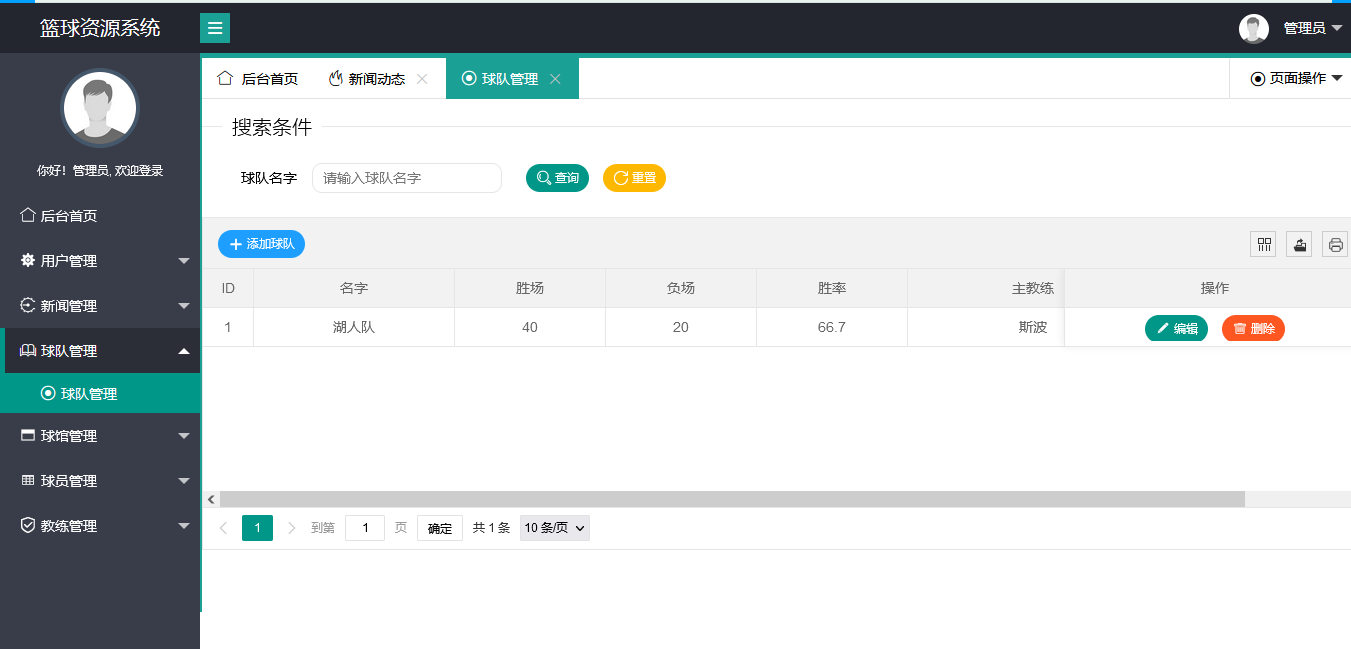 篮球资源系统
管理员
你好！管理员, 欢迎登录
后台首页
用户管理
新闻管理
球队管理
球队管理
球馆管理
球员管理
教练管理
后台首页 新闻动态 球队管理 页面操作
搜索条件
球队名字 请输入球队名字 查询 重置
添加球队
ID 名字 胜场 负场 胜率 主教练 操作
1 湖人队 40 20 66.7 斯波 编辑 删除
1 到第 1 页 确定 共 1 条 10 条/页